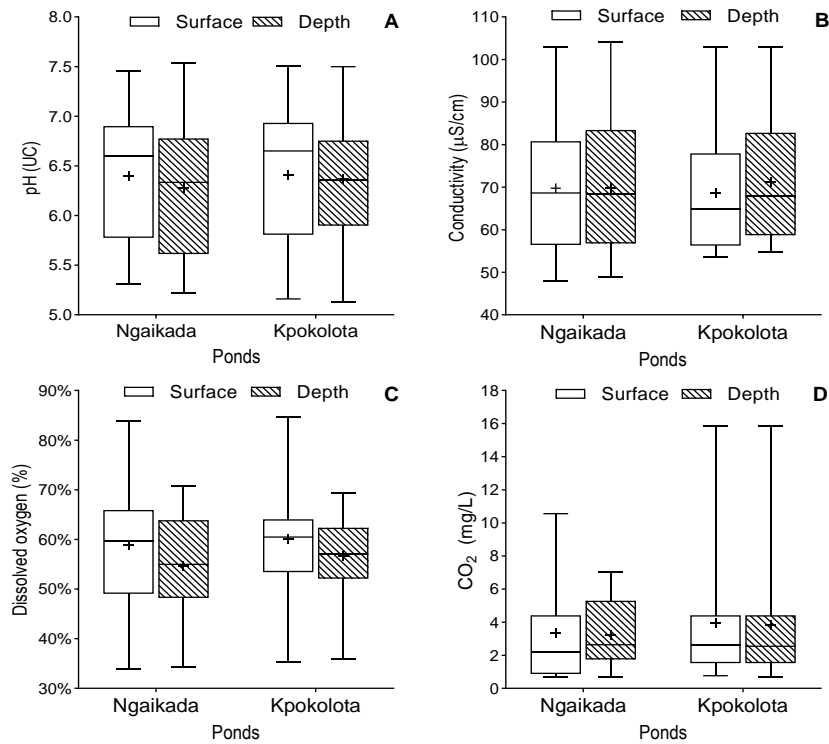 Surface Depth A
8.0
7.5
7.0
6.5
6.0
5.5
5.0
pH (UC)
Ngaikada Kpokolota
Ponds
Surface Depth B
110
100
90
80
70
60
50
40
Conductivity (µS/cm)
Ngaikada Kpokolota
Ponds
Surface Depth C
90%
80%
70%
60%
50%
40%
30%
Dissolved oxygen (%)
Ngaikada Kpokolota
Ponds
Surface Depth D
18
16
14
12
10
8
6
4
2
0
CO₂ (mg/L)
Ngaikada Kpokolota
Ponds